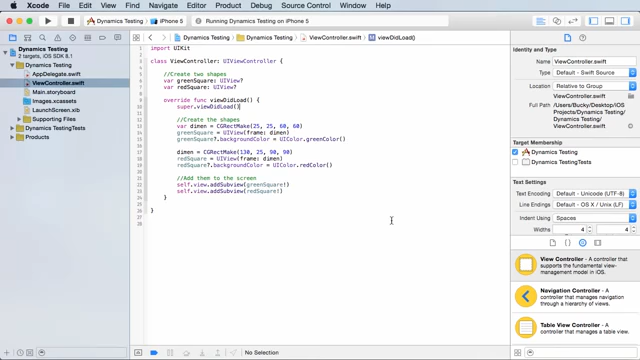 Xcode File Edit View Find Navigate Editor Product Debug Source Control Window Help
Dynamics Testing iPhone 5
Running Dynamics Testing on iPhone 5
Dynamics Testing
2 targets, iOS SDK 8.1
Dynamics Testing
AppDelegate.swift
ViewController.swift
Main.storyboard
Images.xcassets
LaunchScreen.xib
Supporting Files
Dynamics TestingTests
Products
Dynamics Testing Dynamics Testing ViewController.swift M viewDidLoad()
import UIKit
class ViewController: UIViewController {
//Create two shapes
var greenSquare: UIView?
var redSquare: UIView?
override func viewDidLoad() {
super.viewDidLoad()
//Create the shapes
var dimen = CGRectMake(25, 25, 60, 60)
greenSquare = UIView(frame: dimen)
greenSquare?.backgroundColor = UIColor.greenColor()
dimen = CGRectMake(130, 25, 90, 90)
redSquare = UIView(frame: dimen)
redSquare?.backgroundColor = UIColor.redColor()
//Add them to the screen
self.view.addSubview(greenSquare!)
self.view.addSubview(redSquare!)
}
}
Identity and Type
Name ViewController.swift
Type Default - Swift Source
Location Relative to Group
ViewController.swift
Full Path /Users/Bucky/Desktop/iOS
Projects/Dynamics
Testing/Dynamics
Testing/
ViewController.swift
Target Membership
Dynamics Testing
Dynamics TestingTests
Text Settings
Text Encoding Default - Unicode (UTF-8)
Line Endings Default - OS X / Unix (LF)
Indent Using Spaces
Widths 4 4
View Controller - A controller that
supports the fundamental view-
management model in iOS.
Navigation Controller - A
controller that manages navigation
through a hierarchy of views.
Table View Controller - A
controller that manages a table
No Selection